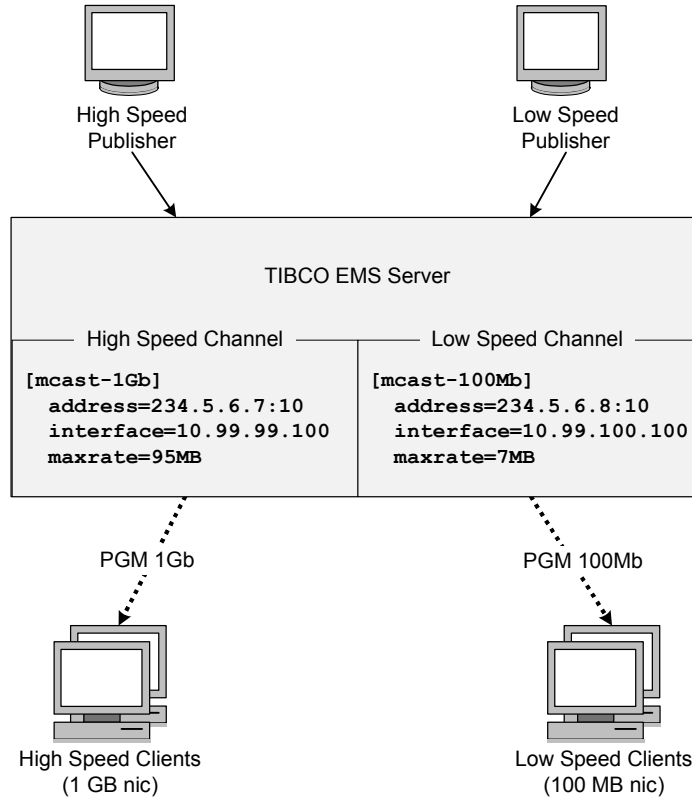 High Speed
Publisher
Low Speed
Publisher
TIBCO EMS Server
High Speed Channel
[mcast-1Gb]
address=234.5.6.7:10
interface=10.99.99.100
maxrate=95MB
Low Speed Channel
[mcast-100Mb]
address=234.5.6.8:10
interface=10.99.100.100
maxrate=7MB
PGM 1Gb
PGM 100Mb
High Speed Clients
(1 GB nic)
Low Speed Clients
(100 MB nic)